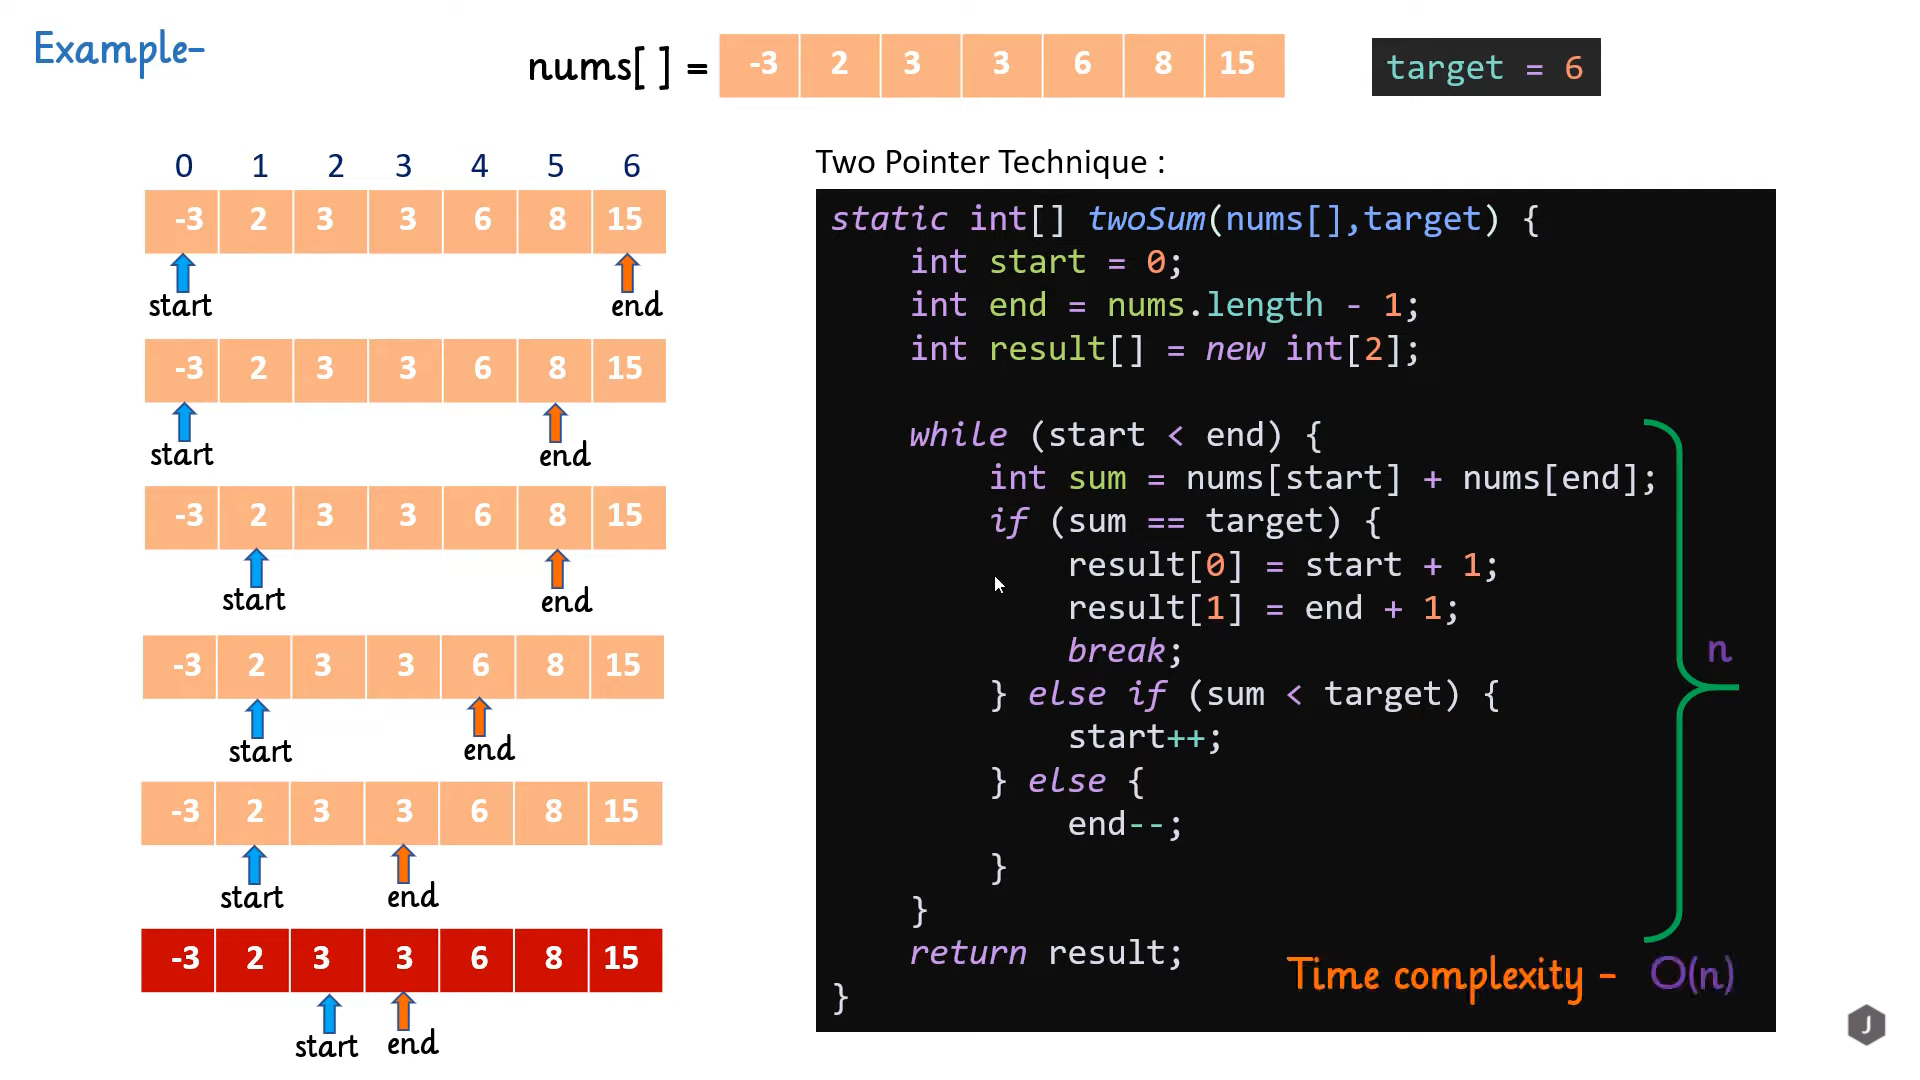 Example-
nums[ ] = -3 2 3 3 6 8 15
target = 6
0 1 2 3 4 5 6
-3 2 3 3 6 8 15
start end
-3 2 3 3 6 8 15
start end
-3 2 3 3 6 8 15
start end
-3 2 3 3 6 8 15
start end
-3 2 3 3 6 8 15
start end
-3 2 3 3 6 8 15
start end
Two Pointer Technique :
static int[] twoSum(nums[],target) {
    int start = 0;
    int end = nums.length - 1;
    int result[] = new int[2];
    while (start < end) {
        int sum = nums[start] + nums[end];
        if (sum == target) {
            result[0] = start + 1;
            result[1] = end + 1;
            break;
        } else if (sum < target) {
            start++;
        } else {
            end--;
        }
    }
    return result;
}
n
Time complexity - O(n)
J